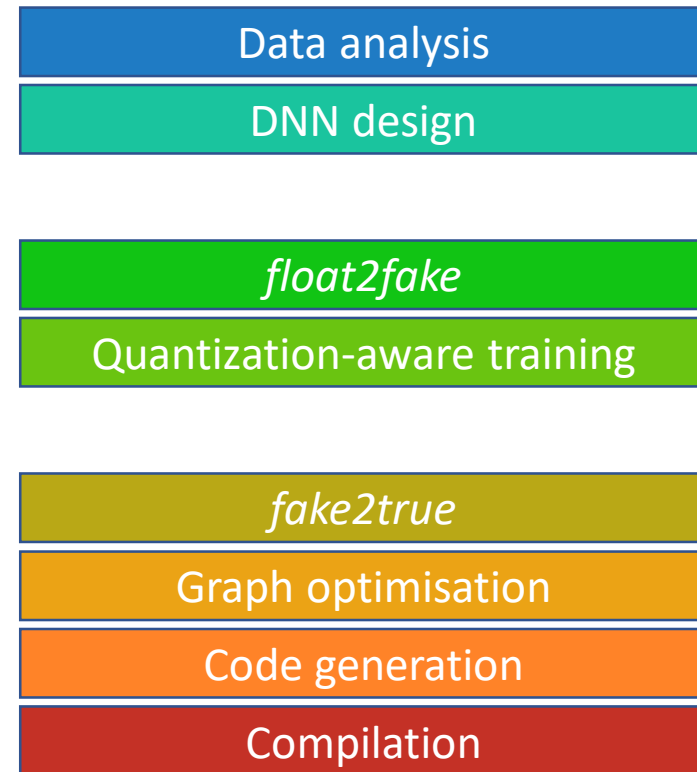 Data analysis
DNN design
float2fake
Quantization-aware training
fake2true
Graph optimisation
Code generation
Compilation